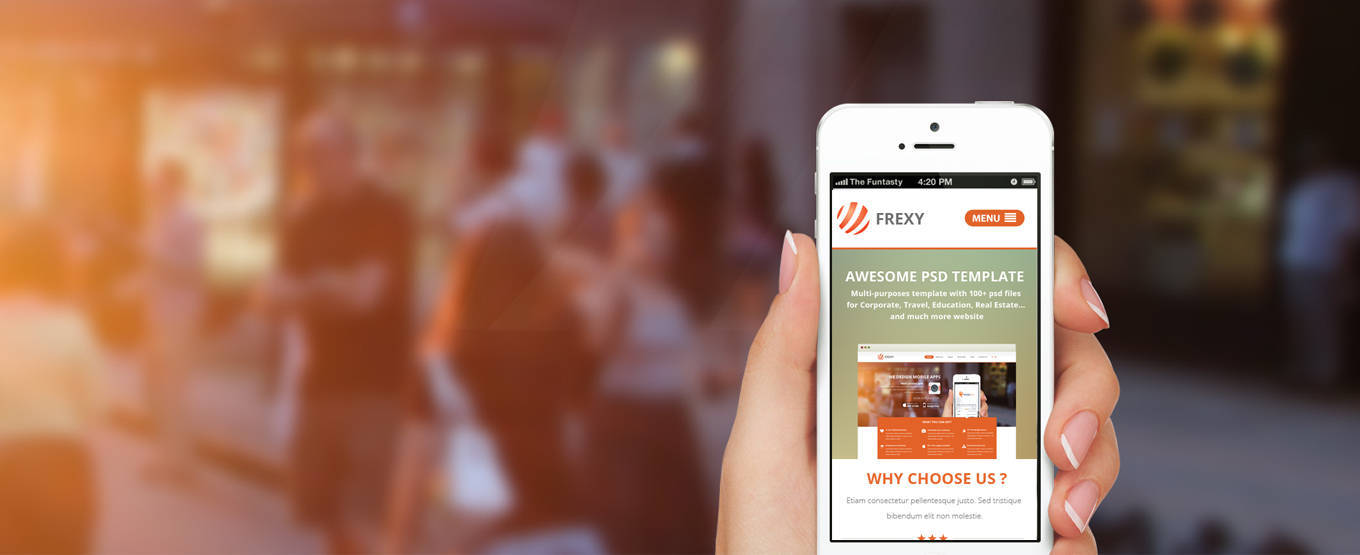 The Funtasty 4:20 PM
FREXY
MENU
AWESOME PSD TEMPLATE
Multi-purposes template with 100+ psd files
for Corporate, Travel, Education, Real Estate...
and much more website
WE DESIGN MOBILE APPS
WHY CHOOSE US ?
Etiam consectetur pellentesque justo. Sed tristique
bibendum elit non molestie.